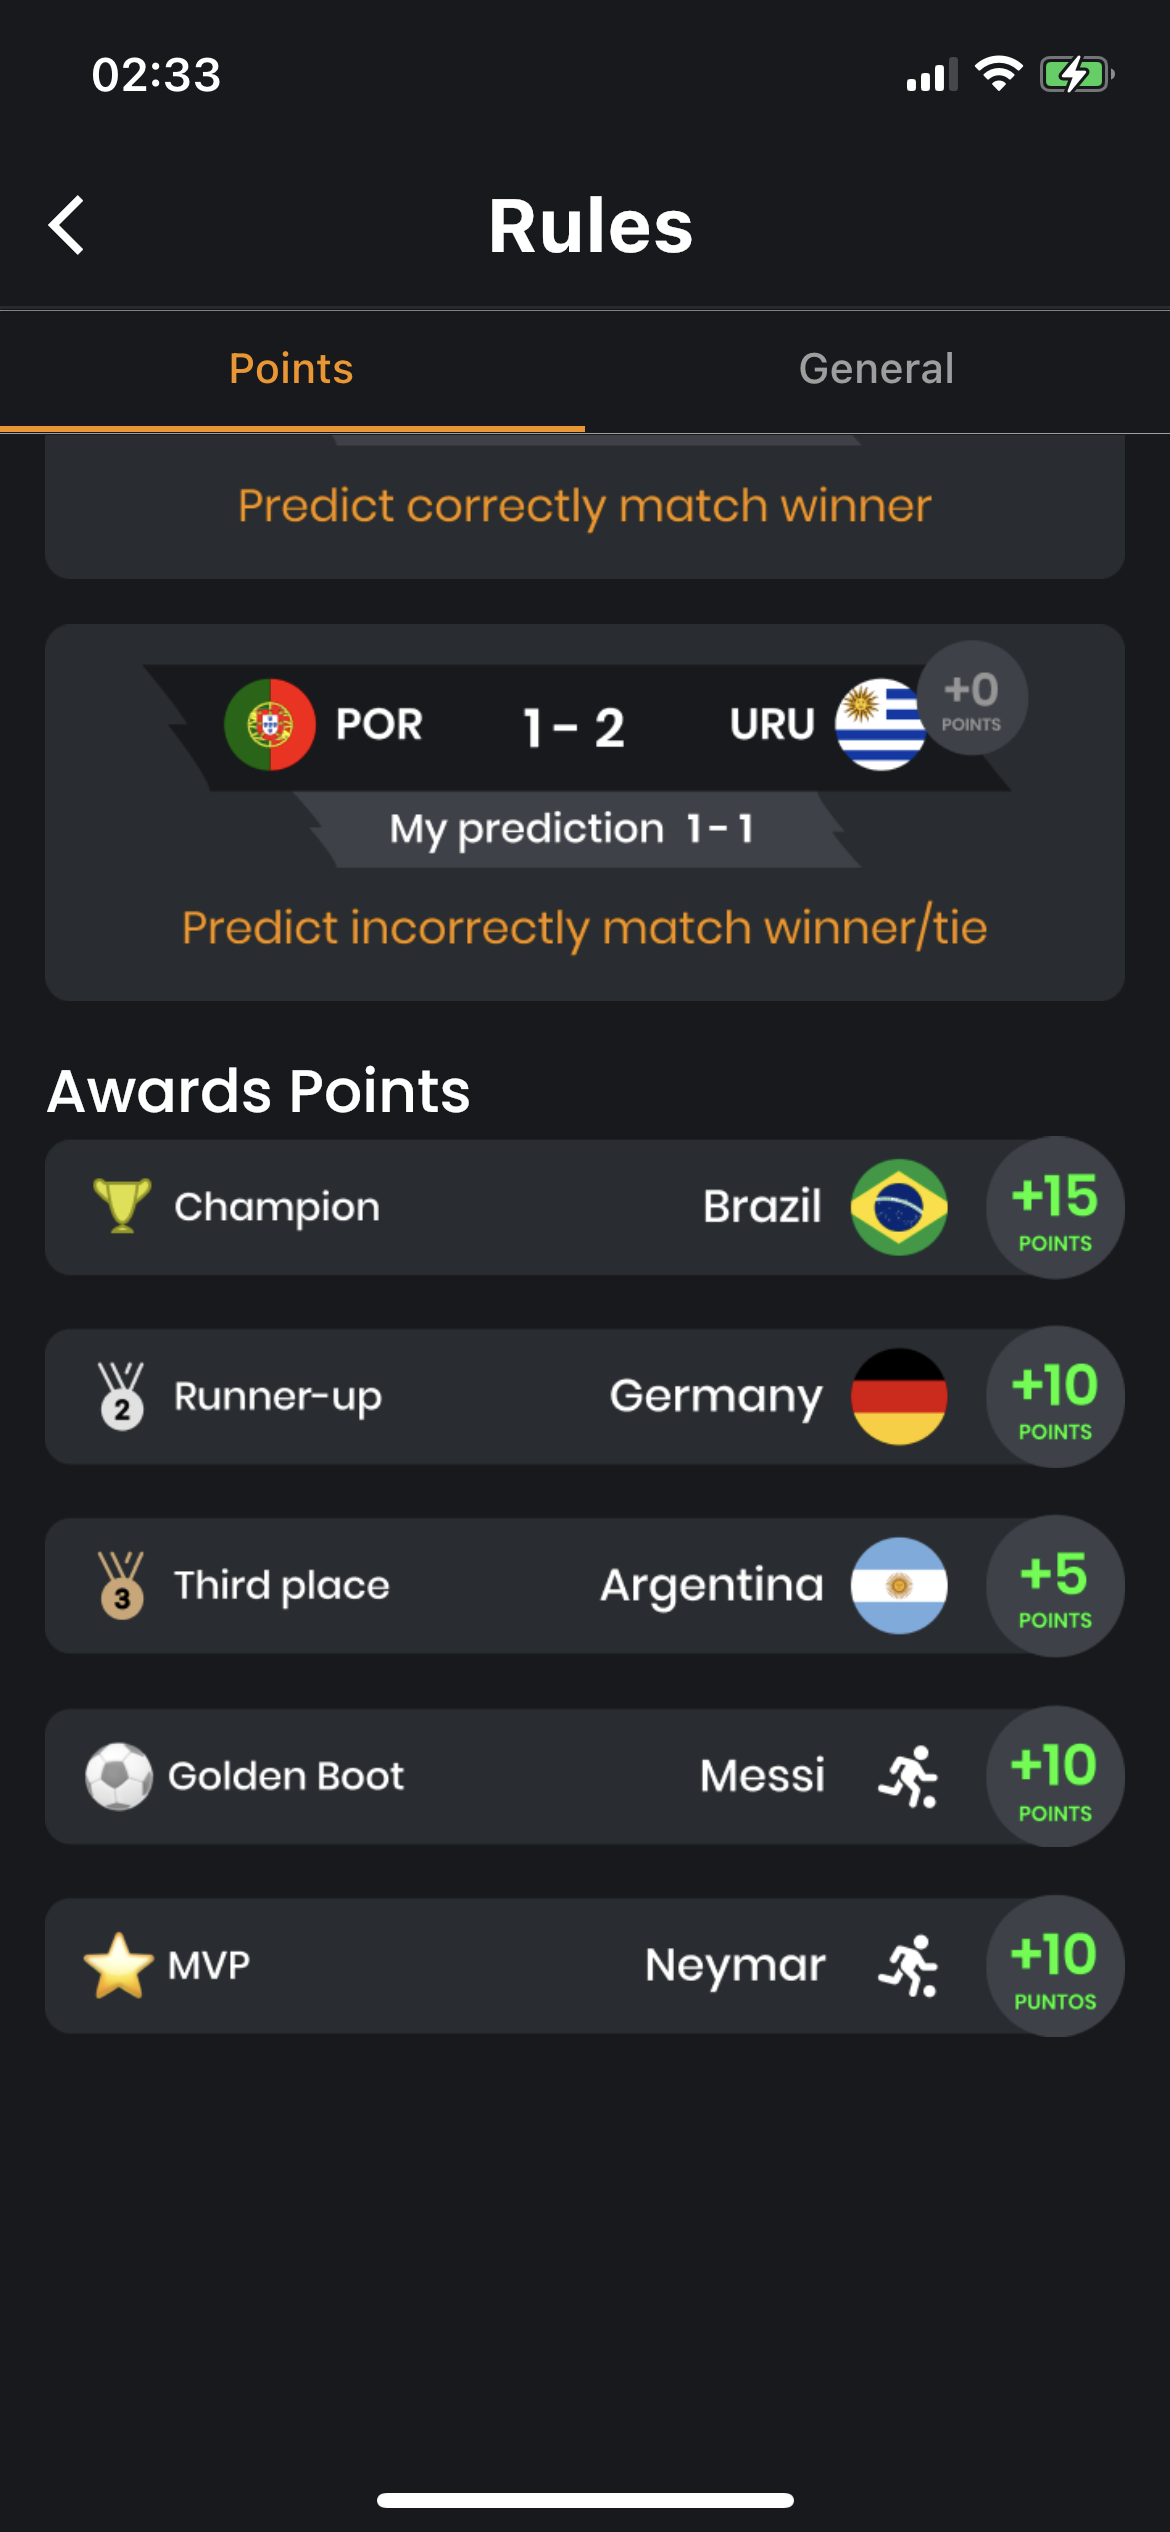 02:33
Rules
Points General
Predict correctly match winner
POR 1 - 2 URU +0 POINTS
My prediction 1 - 1
Predict incorrectly match winner/tie
Awards Points
Champion Brazil +15 POINTS
2 Runner-up Germany +10 POINTS
3 Third place Argentina +5 POINTS
Golden Boot Messi +10 POINTS
MVP Neymar +10 PUNTOS